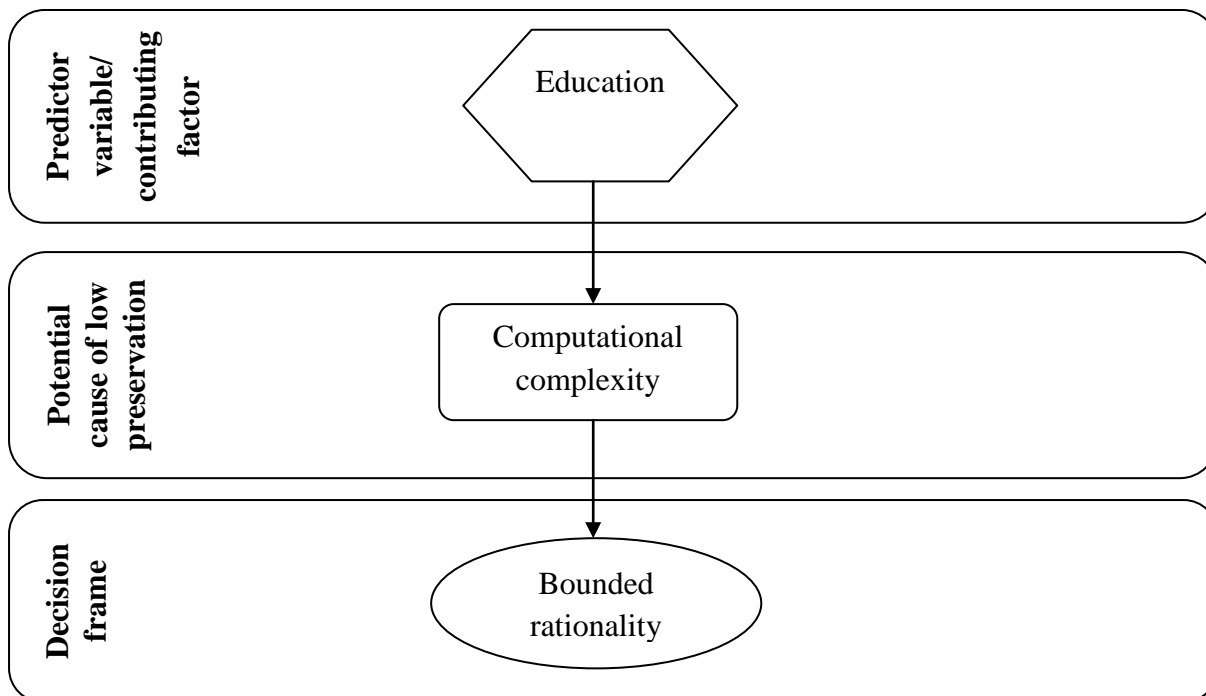 Predictor
variable/
contributing
factor
Education
Potential
cause of low
preservation
Computational
complexity
Decision
frame
Bounded
rationality